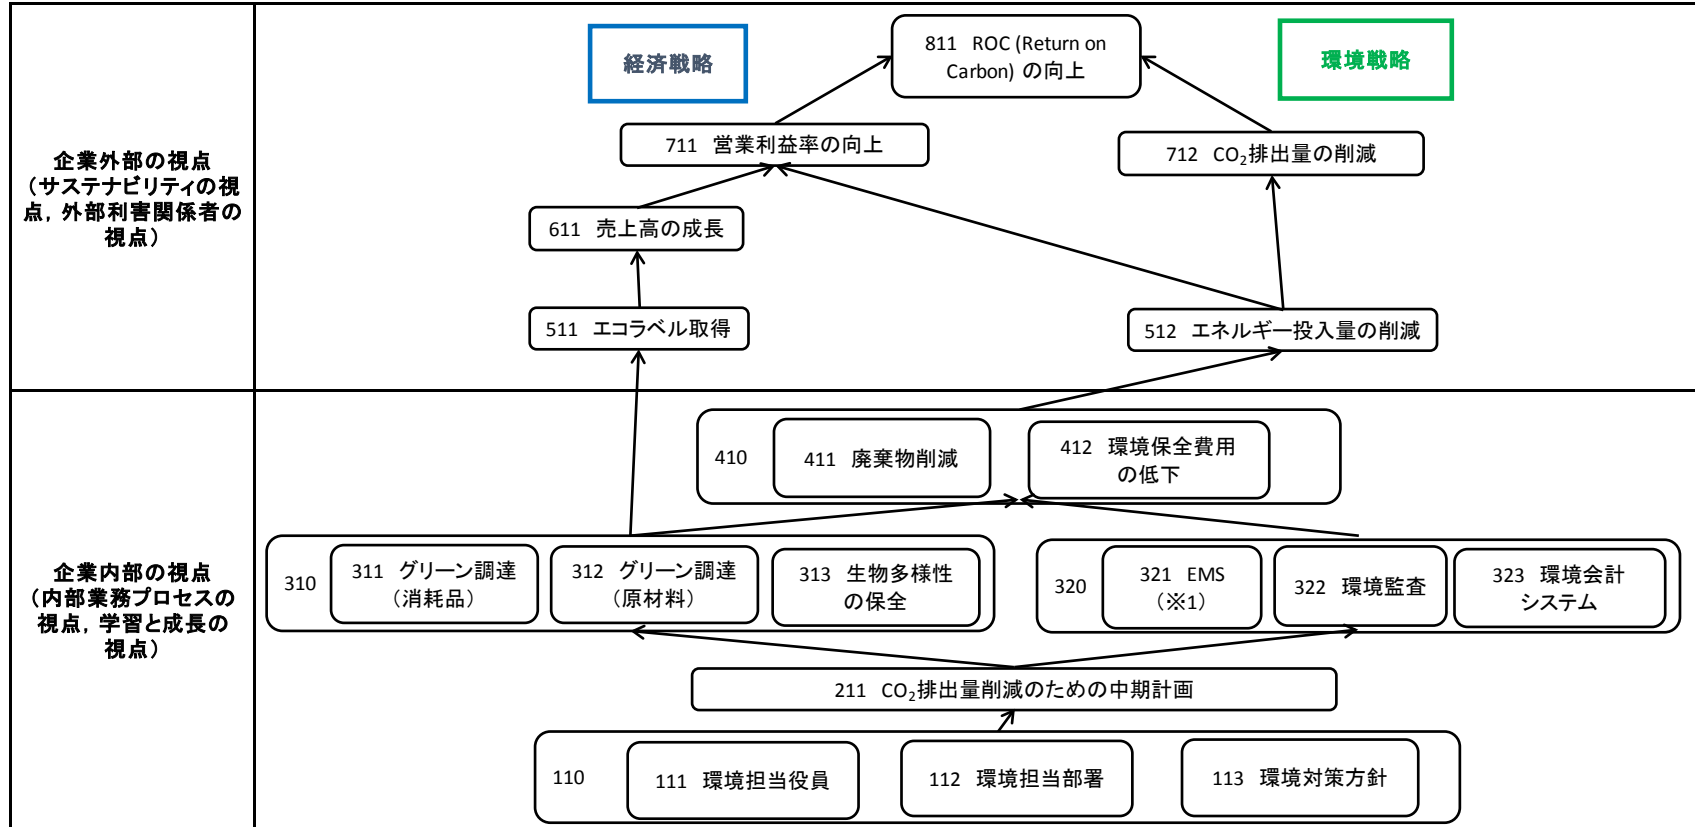 経済戦略
811 ROC (Return on
Carbon) の向上
環境戦略
企業外部の視点
（サステナビリティの視
点，外部利害関係者の
視点）
711 営業利益率の向上
712 CO₂排出量の削減
611 売上高の成長
511 エコラベル取得
512 エネルギー投入量の削減
企業内部の視点
（内部業務プロセスの
視点，学習と成長の
視点）
410
411 廃棄物削減
412 環境保全費用
の低下
310
311 グリーン調達
（消耗品）
312 グリーン調達
（原材料）
313 生物多様性
の保全
320
321 EMS
（※1）
322 環境監査
323 環境会計
システム
211 CO₂排出量削減のための中期計画
110
111 環境担当役員
112 環境担当部署
113 環境対策方針